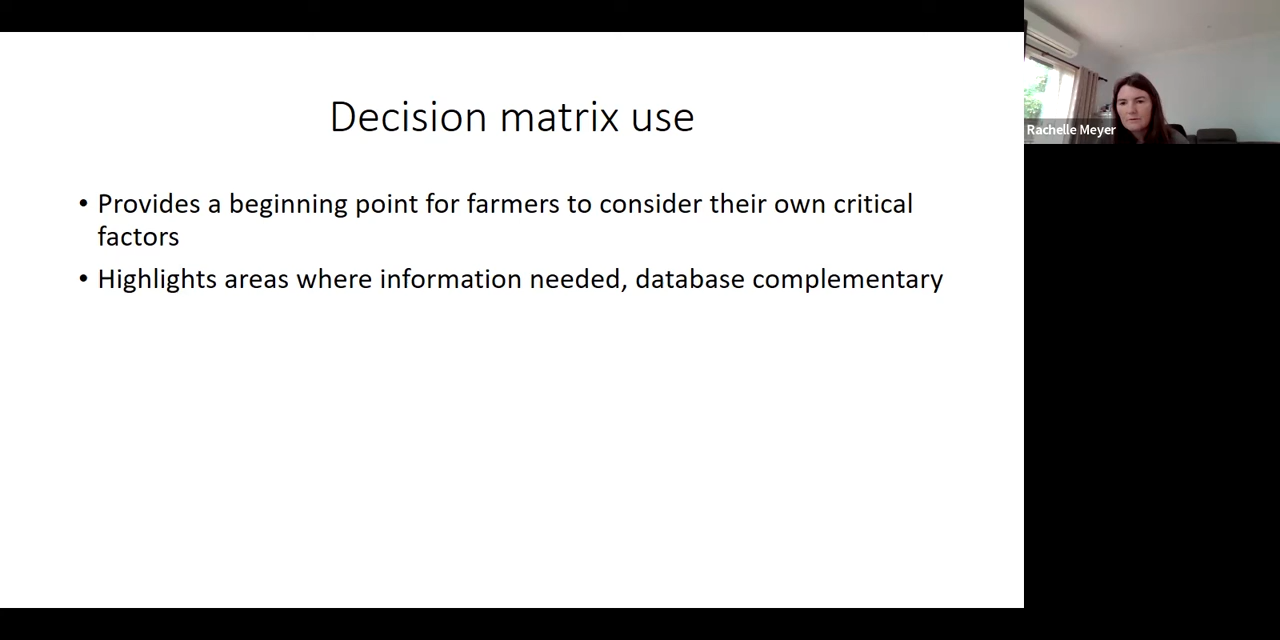 Decision matrix use
• Provides a beginning point for farmers to consider their own critical
factors
• Highlights areas where information needed, database complementary
Rachelle Meyer